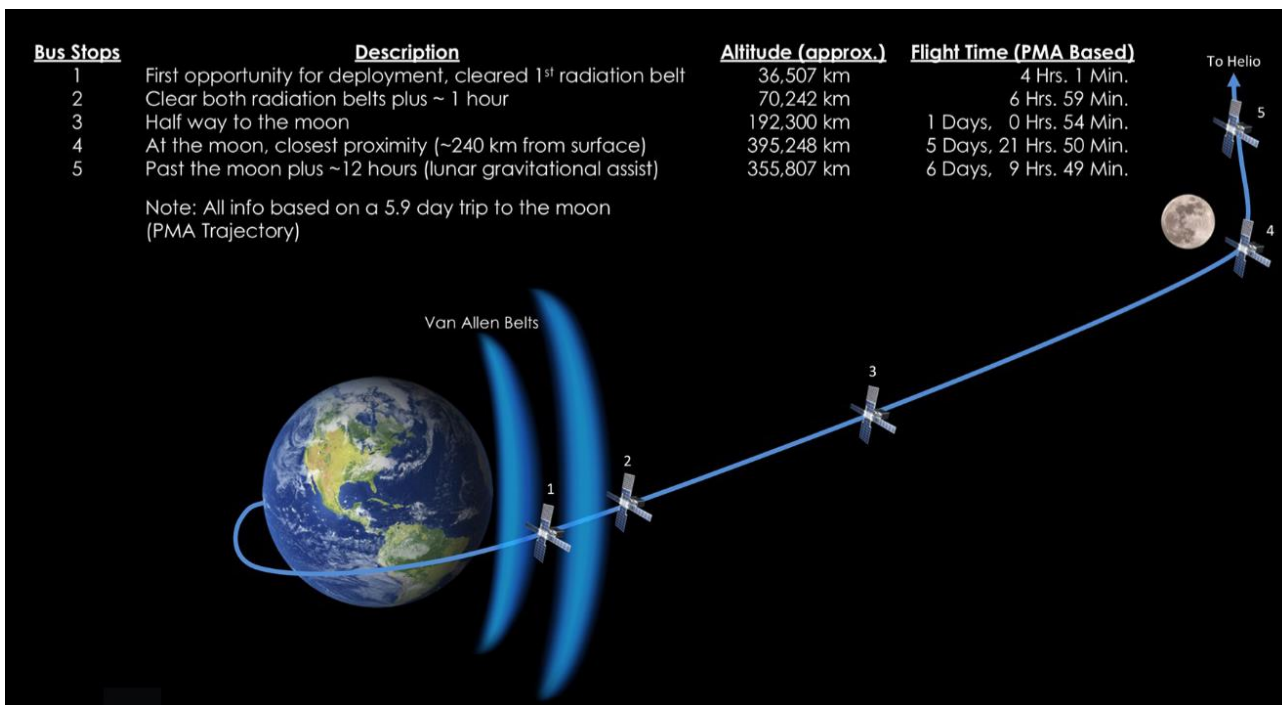 Bus Stops Description Altitude (approx.) Flight Time (PMA Based)
1 First opportunity for deployment, cleared 1st radiation belt 36,507 km 4 Hrs. 1 Min.
2 Clear both radiation belts plus ~ 1 hour 70,242 km 6 Hrs. 59 Min.
3 Half way to the moon 192,300 km 1 Days, 0 Hrs. 54 Min.
4 At the moon, closest proximity (~240 km from surface) 395,248 km 5 Days, 21 Hrs. 50 Min.
5 Past the moon plus ~12 hours (lunar gravitational assist) 355,807 km 6 Days, 9 Hrs. 49 Min.
Note: All info based on a 5.9 day trip to the moon
(PMA Trajectory)
To Helio
5
4
Van Allen Belts
3
2
1